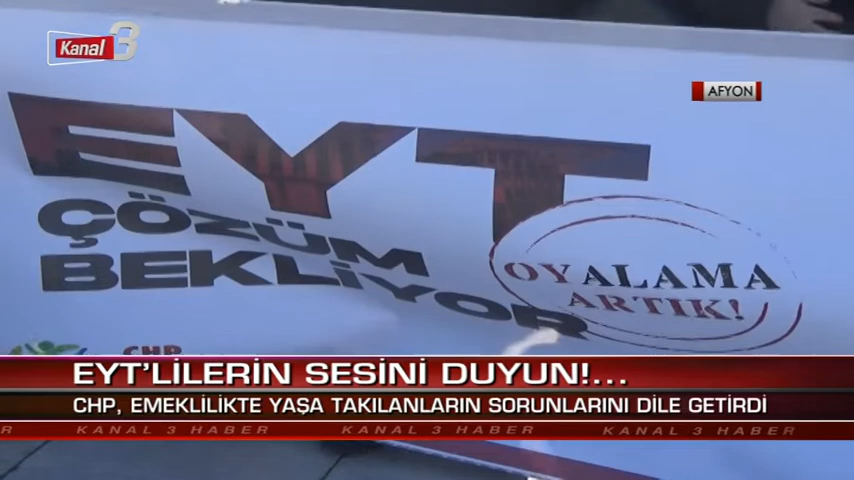 Kanal 3
AFYON
EYT
ÇÖZÜM
BEKLİYOR
OYALAMA
ARTIK!
CHP
EYT'LİLERİN SESİNİ DUYUN!...
CHP, EMEKLİLİKTE YAŞA TAKILANLARIN SORUNLARINI DİLE GETİRDİ
KANAL 3 HABER KANAL 3 HABER KANAL 3 HABER